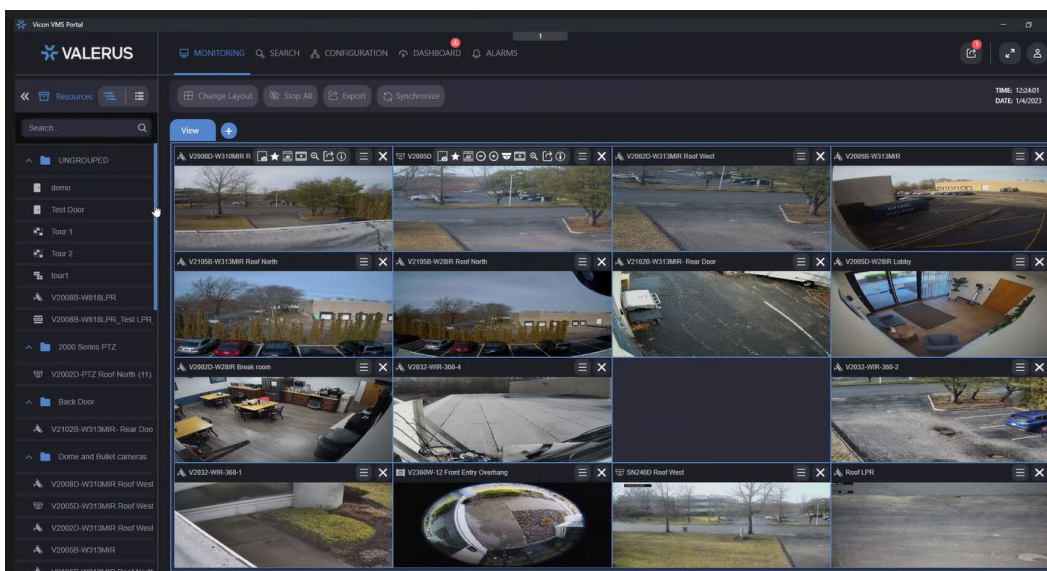 Vicon VMS Portal
1
VALERUS
MONITORING SEARCH CONFIGURATION DASHBOARD ALARMS
1
Resources
Change Layout Stop All Export Synchronize
TIME: 12:24:01
DATE: 1/4/2023
Search...
View
UNGROUPED
demo
Test Door
Tour 1
Tour 2
tour1
V2008B-W818LPR
V2008B-W818LPR_Test LPR_
2000 Series PTZ
V2002D-PTZ Roof North (11)
Back Door
V2102B-W313MIR- Rear Doo
Dome and Bullet cameras
V2008D-W310MIR Roof West
V2005D-W313MIR Roof West
V2002D-W313MIR Roof West
V2005B-W313MIR
V2008D-W310MIR R
V2005D
V2002D-W313MIR Roof West
V2005B-W313MIR
V2105B-W313MIR Roof North
V2105B-W28IR Roof North
V2102B-W313MIR- Rear Door
V2005D-W28IR Lobby
V2002D-W28IR Break room
V2032-WIR-360-4
V2032-WIR-360-2
V2032-WIR-360-1
V2360W-12 Front Entry Overhang
SN240D Roof West
Roof LPR